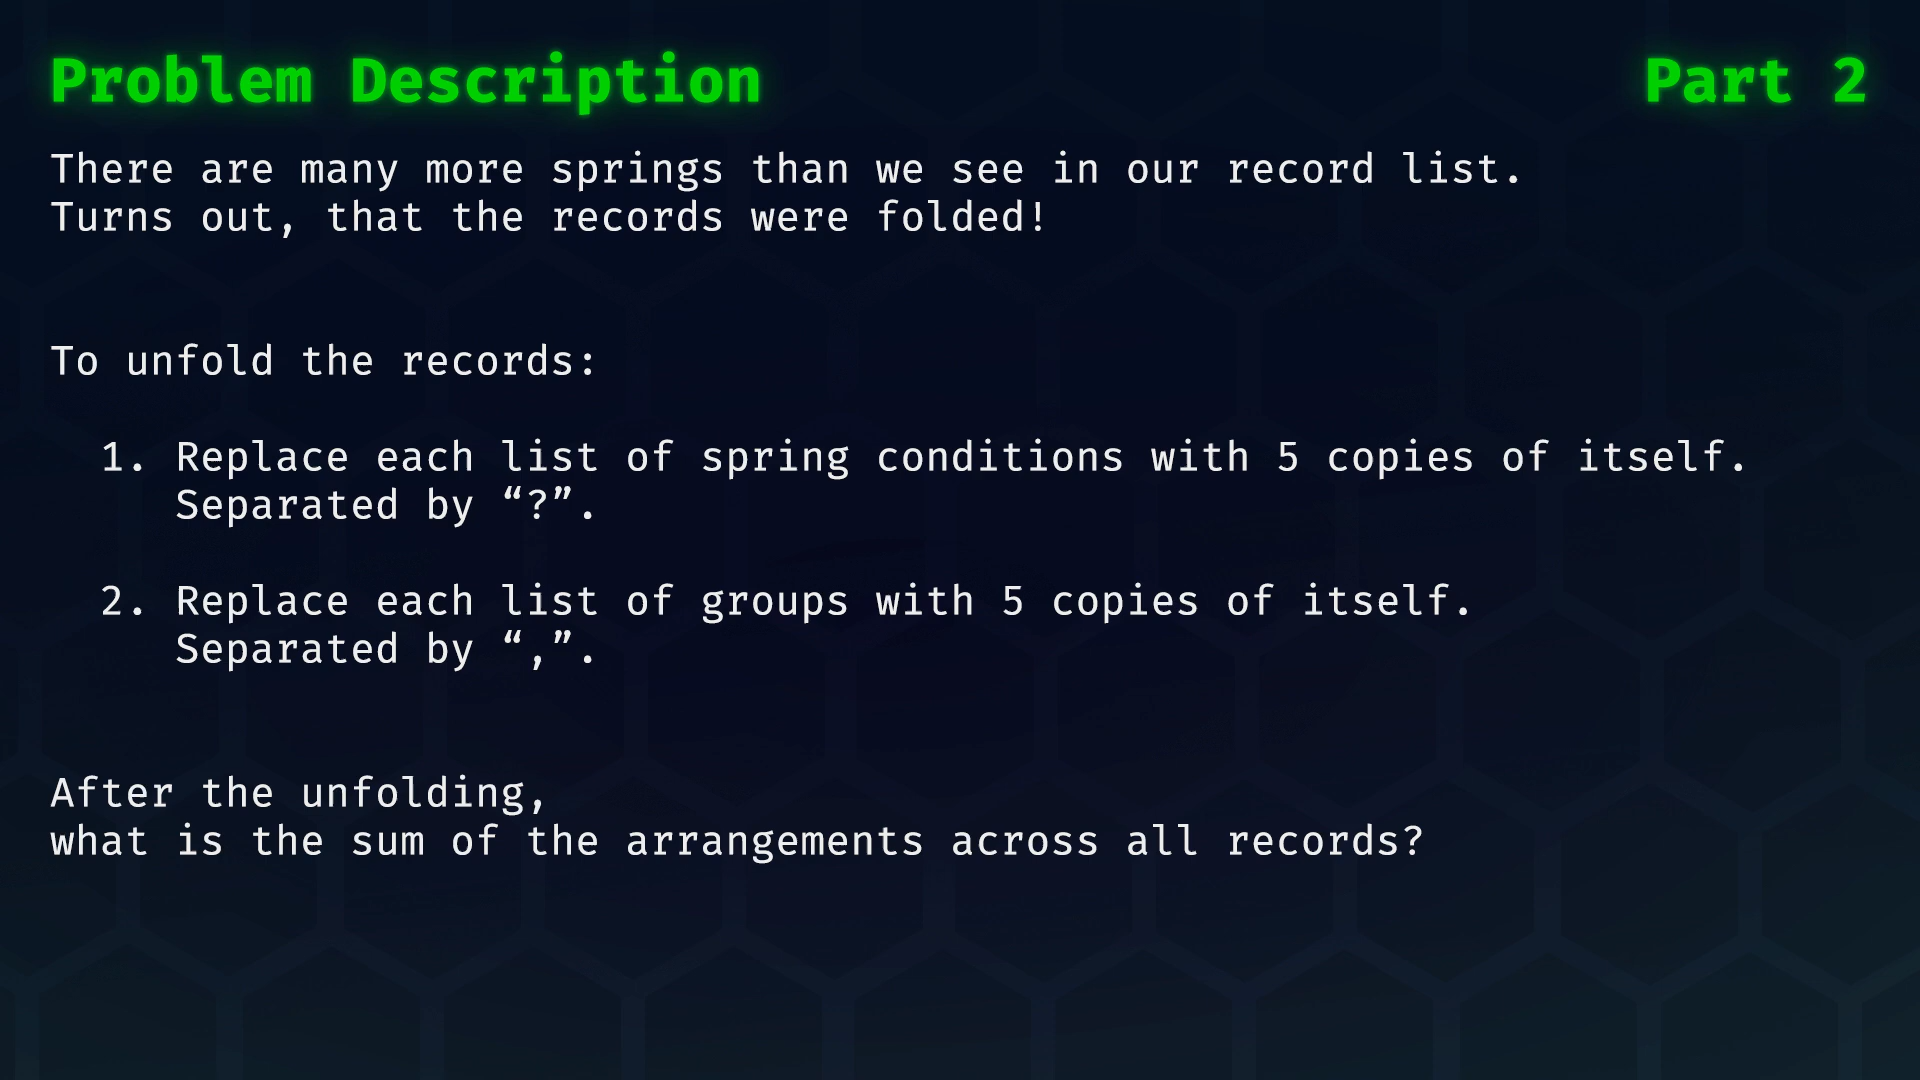 Problem Description
Part 2
There are many more springs than we see in our record list.
Turns out, that the records were folded!
To unfold the records:
1. Replace each list of spring conditions with 5 copies of itself.
Separated by “?”.
2. Replace each list of groups with 5 copies of itself.
Separated by “,”.
After the unfolding,
what is the sum of the arrangements across all records?